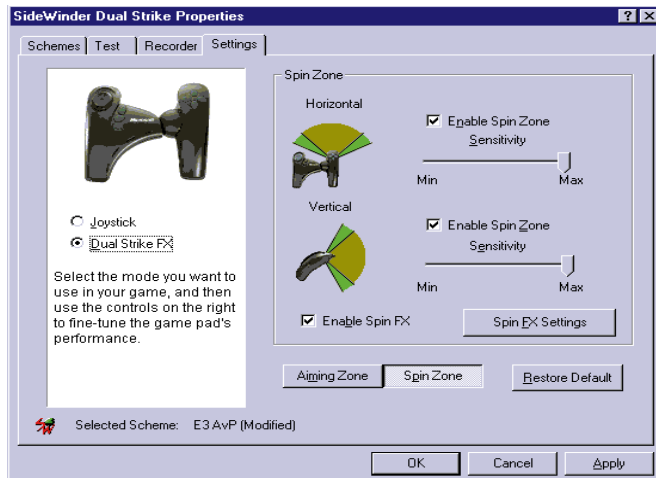 SideWinder Dual Strike Properties
Schemes
Test
Recorder
Settings
Joystick
Dual Strike FX
Select the mode you want to
use in your game, and then
use the controls on the right
to fine-tune the game pad's
performance.
Spin Zone
Horizontal
Enable Spin Zone
Sensitivity
Min Max
Vertical
Enable Spin Zone
Sensitivity
Min Max
Enable Spin FX
Spin FX Settings
Aiming Zone
Spin Zone
Restore Default
Selected Scheme: E3 AvP (Modified)
OK
Cancel
Apply